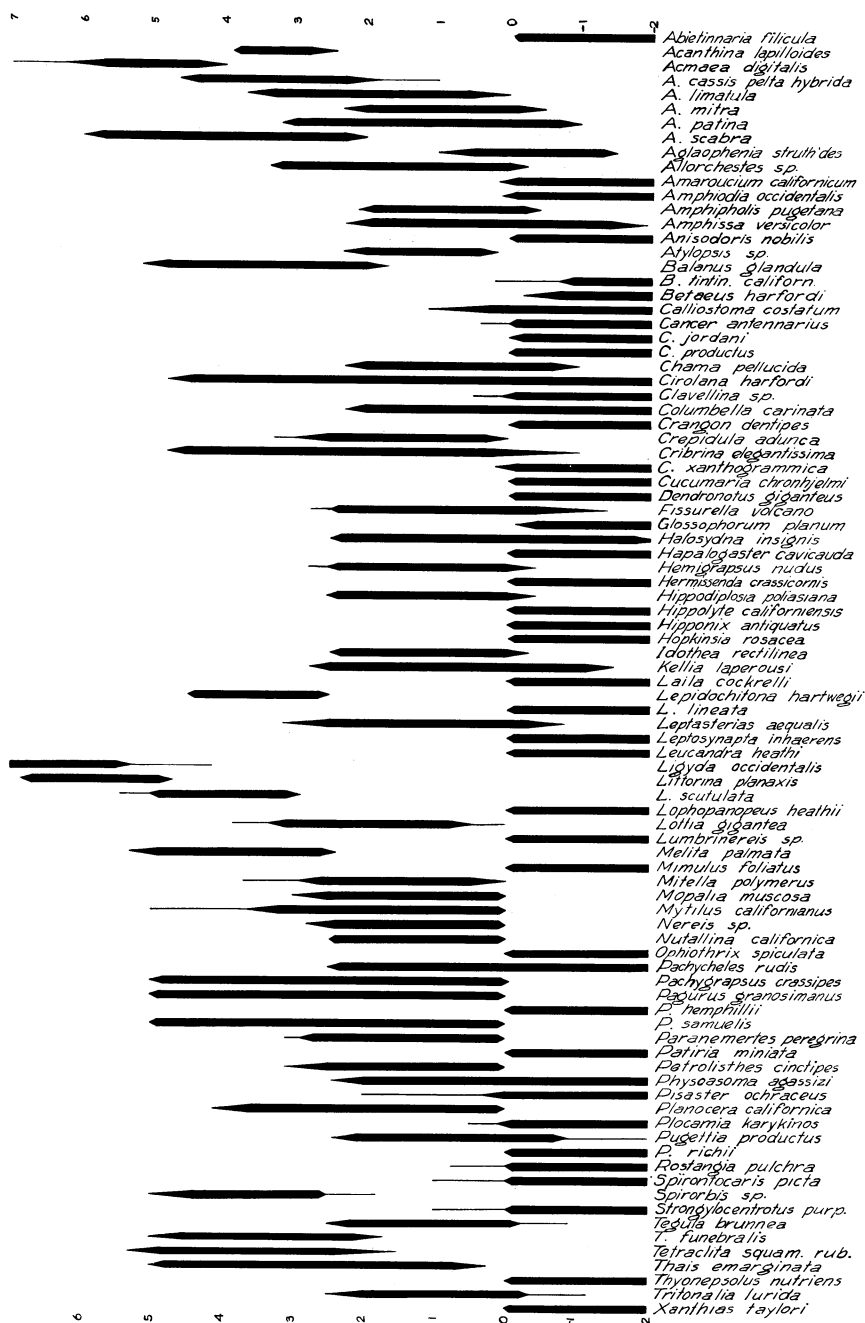 7 6 5 4 3 2 1 0 -1 -2
Abietinnaria filicula
Acanthina lapilloides
Acmaea digitalis
A. cassis pelta hybrida
A. limatula
A. mitra
A. patina
A. scabra
Aglaophenia struth'des
Allorchestes sp.
Amaroucium californicum
Amphiodia occidentalis
Amphipholis pugetana
Amphissa versicolor
Anisodoris nobilis
Atylopsis sp.
Balanus glandula
B. tintin. californ.
Betaeus harfordi
Calliostoma costatum
Cancer antennarius
C. jordani
C. productus
Chama pellucida
Cirolana harfordi
Clavellina sp.
Columbella carinata
Crangon dentipes
Crepidula adunca
Cribrina elegantissima
C. xanthogrammica
Cucumaria chronhjelmi
Dendronotus giganteus
Fissurella volcano
Glossophorum planum
Halosydna insignis
Hapalogaster cavicauda
Hemigrapsus nudus
Hermissenda crassicornis
Hippodiplosia poliasiana
Hippolyte californiensis
Hipponix antiquatus
Hopkinsia rosacea
Idothea rectilinea
Kellia laperousi
Laila cockrelli
Lepidochitona hartwegii
L. lineata
Leptasterias aequalis
Leptosynapta inhaerens
Leucandra heathi
Ligyda occidentalis
Littorina planaxis
L. scutulata
Lophopanopeus heathii
Lottia gigantea
Lumbrinereis sp.
Melita palmata
Mimulus foliatus
Mitella polymerus
Mopalia muscosa
Mytilus californianus
Nereis sp.
Nutallina californica
Ophiothrix spiculata
Pachycheles rudis
Pachygrapsus crassipes
Pagurus granosimanus
P. hemphillii
P. samuelis
Paranemertes peregrina
Patiria miniata
Petrolisthes cinctipes
Physoasoma agassizi
Pisaster ochraceus
Planocera californica
Plocamia karykinos
Pugettia productus
P. richii
Rostangia pulchra
Spirontocaris picta
Spirorbis sp.
Strongylocentrotus purp.
Tegula brunnea
T. funebralis
Tetraclita squam. rub.
Thais emarginata
Thyonepsolus nutriens
Tritonalia lurida
Xanthias taylori
6 5 4 3 2 1 0 -1 -2